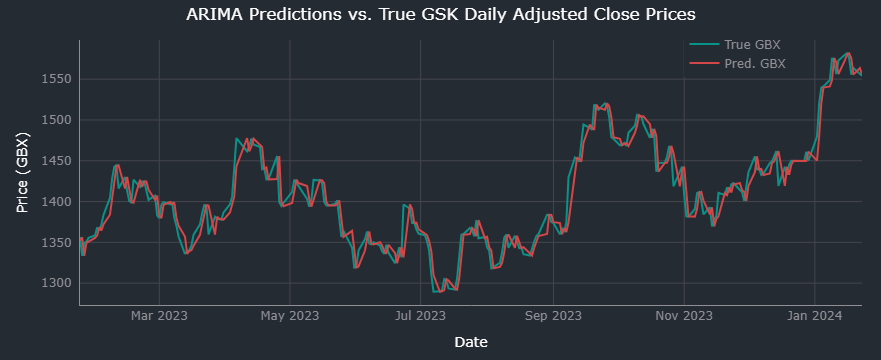 ARIMA Predictions vs. True GSK Daily Adjusted Close Prices
True GBX
Pred. GBX
Price (GBX)
1550
1500
1450
1400
1350
1300
Mar 2023 May 2023 Jul 2023 Sep 2023 Nov 2023 Jan 2024
Date